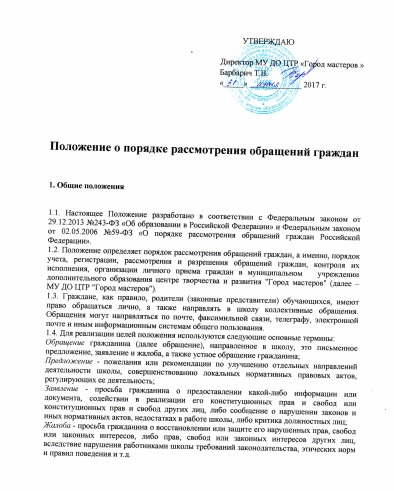 УТВЕРЖДАЮ
Директор МУ ДО ЦТР «Город мастеров »
Барбарич Т.В.
« 31 » 2017 г.
Положение о порядке рассмотрения обращений граждан
1. Общие положения
1.1. Настоящее Положение разработано в соответствии с Федеральным законом от
29.12.2013 №243-ФЗ «Об образовании в Российской Федерации» и Федеральным законом
от 02.05.2006 №59-ФЗ «О порядке рассмотрения обращений граждан Российской
Федерации».
1.2. Положение определяет порядок рассмотрения обращений граждан, а именно, порядок
учета, регистрации, рассмотрения и разрешения обращений граждан, контроля их
исполнения, организации личного приема граждан в муниципальном учреждении
дополнительного образования центре творчества и развития "Город мастеров" (далее –
МУ ДО ЦТР "Город мастеров").
1.3. Граждане, как правило, родители (законные представители) обучающихся, имеют
право обращаться лично, а также направлять в школу коллективные обращения.
Обращения могут направляться по почте, факсимильной связи, телеграфу, электронной
почте и иным информационным системам общего пользования.
1.4. Для реализации целей положения используются следующие основные термины:
Обращение гражданина (далее обращение), направленное в школу, это письменное
предложение, заявление и жалоба, а также устное обращение гражданина;
Предложение - пожелания или рекомендации по улучшению отдельных направлений
деятельности школы, совершенствованию локальных нормативных правовых актов,
регулирующих ее деятельность;
Заявление - просьба гражданина о предоставлении какой-либо информации или
документа, содействии в реализации его конституционных прав и свобод или
конституционных прав и свобод других лиц, либо сообщение о нарушении законов и
иных нормативных актов, недостатках в работе школы, либо критика должностных лиц;
Жалоба - просьба гражданина о восстановлении или защите его нарушенных прав, свобод
или законных интересов, либо прав, свобод или законных интересов других лиц,
вследствие нарушения работниками школы требований законодательства, этических норм
и правил поведения и т.д.